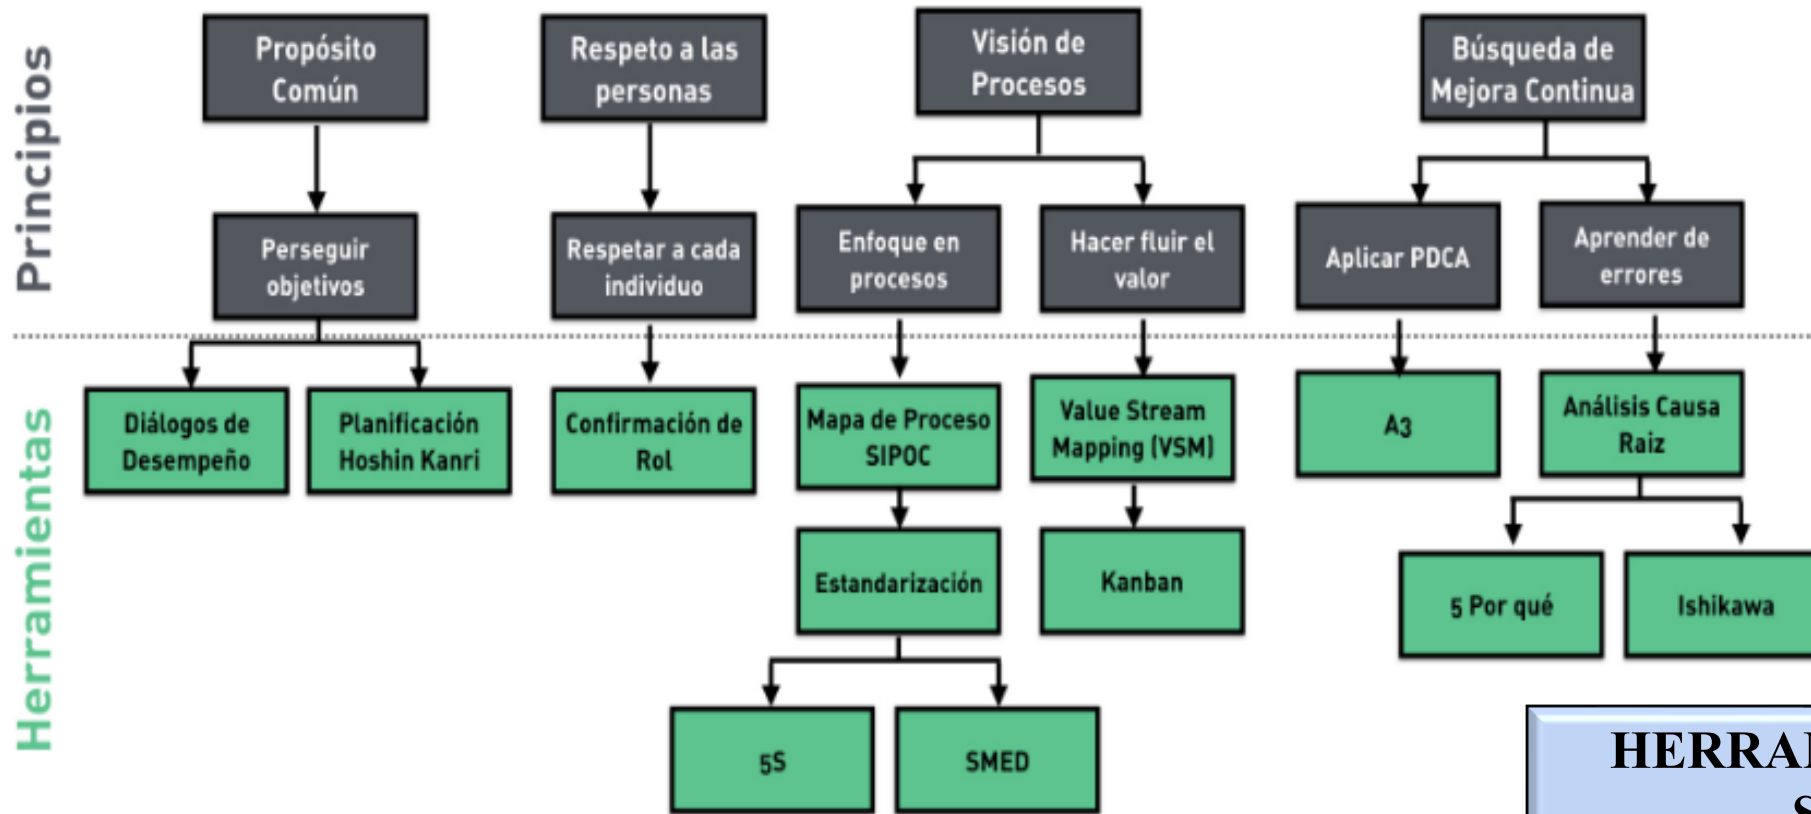 Principios
Propósito
Común
Respeto a las
personas
Visión de
Procesos
Búsqueda de
Mejora Continua
Perseguir
objetivos
Respetar a cada
individuo
Enfoque en
procesos
Hacer fluir el
valor
Aplicar PDCA
Aprender de
errores
Herramientas
Diálogos de
Desempeño
Planificación
Hoshin Kanri
Confirmación de
Rol
Mapa de Proceso
SIPOC
Value Stream
Mapping (VSM)
A3
Análisis Causa
Raiz
Estandarización
Kanban
5 Por qué
Ishikawa
5S
SMED